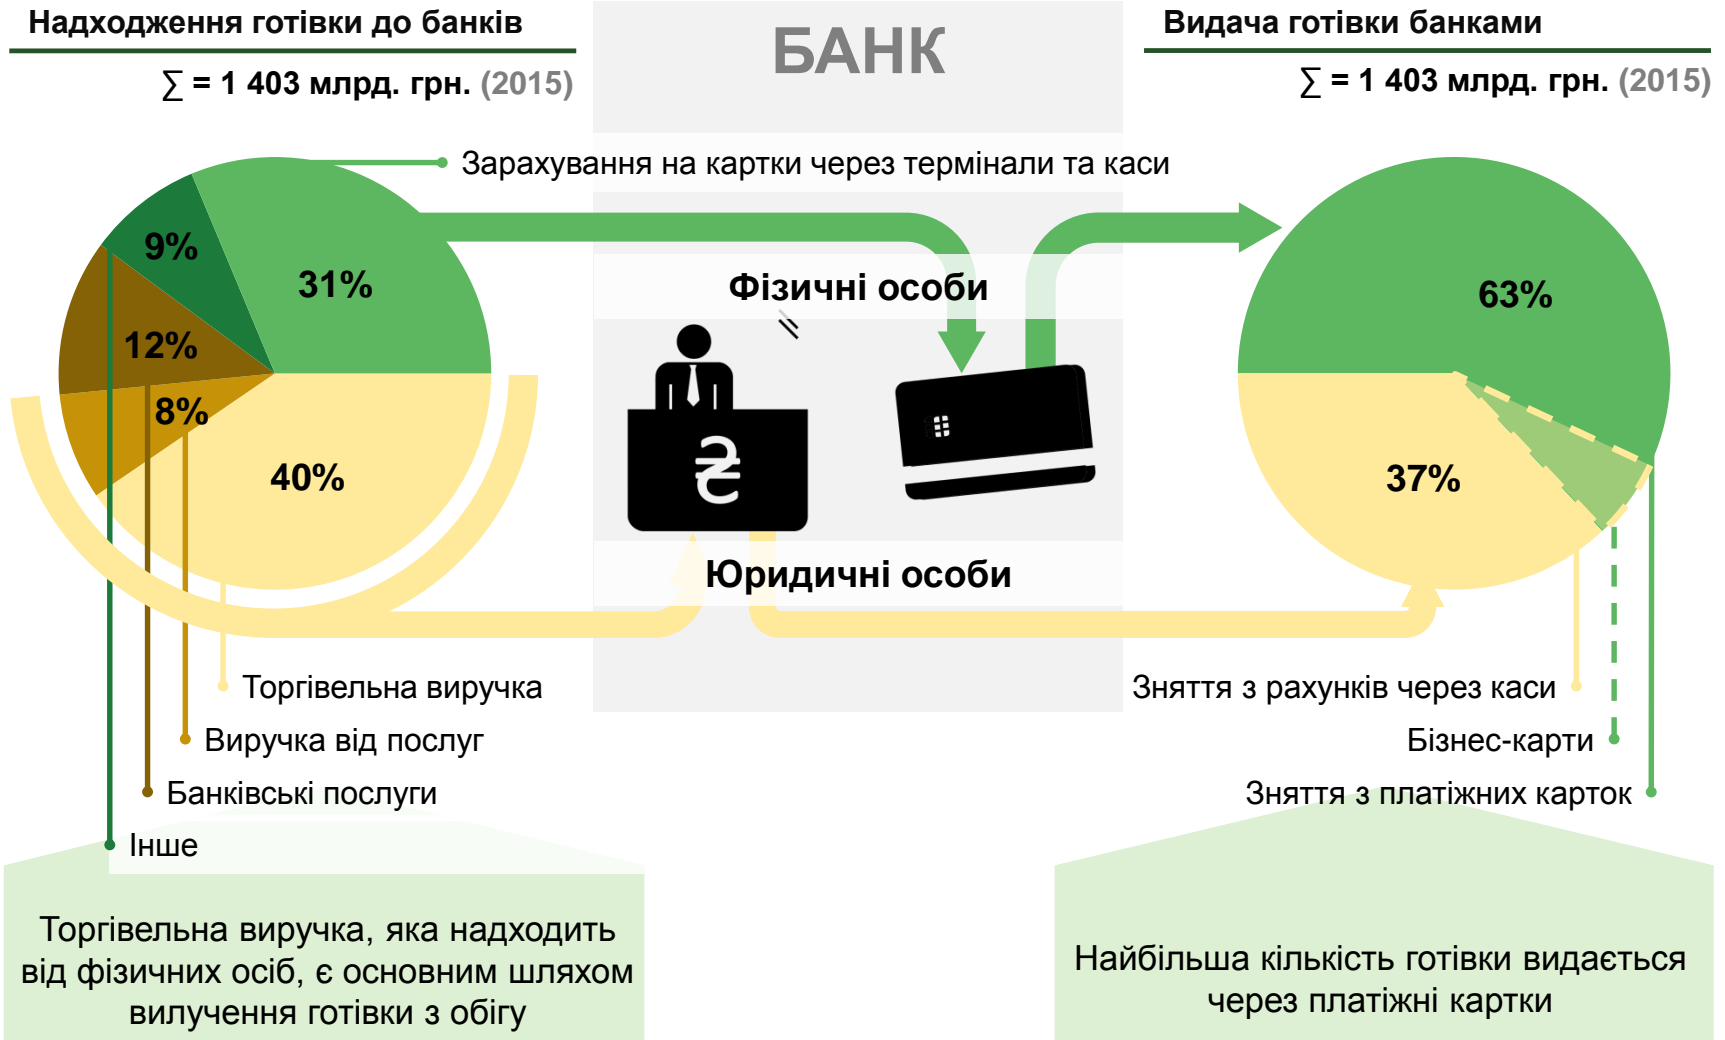 Надходження готівки до банків
∑ = 1 403 млрд. грн. (2015)
БАНК
Видача готівки банками
∑ = 1 403 млрд. грн. (2015)
Зарахування на картки через термінали та каси
9%
31%
12%
8%
40%
Фізичні особи
₴
Юридичні особи
63%
37%
Торгівельна виручка
Виручка від послуг
Банківські послуги
Інше
Зняття з рахунків через каси
Бізнес-карти
Зняття з платіжних карток
Торгівельна виручка, яка надходить
від фізичних осіб, є основним шляхом
вилучення готівки з обігу
Найбільша кількість готівки видається
через платіжні картки